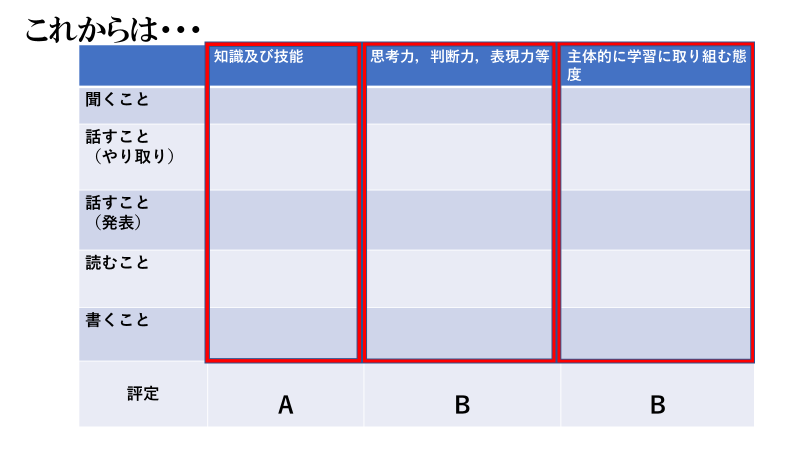 これからは・・・
知識及び技能
思考力，判断力，表現力等
主体的に学習に取り組む態
度
聞くこと
話すこと
（やり取り）
話すこと
（発表）
読むこと
書くこと
評定
A
B
B